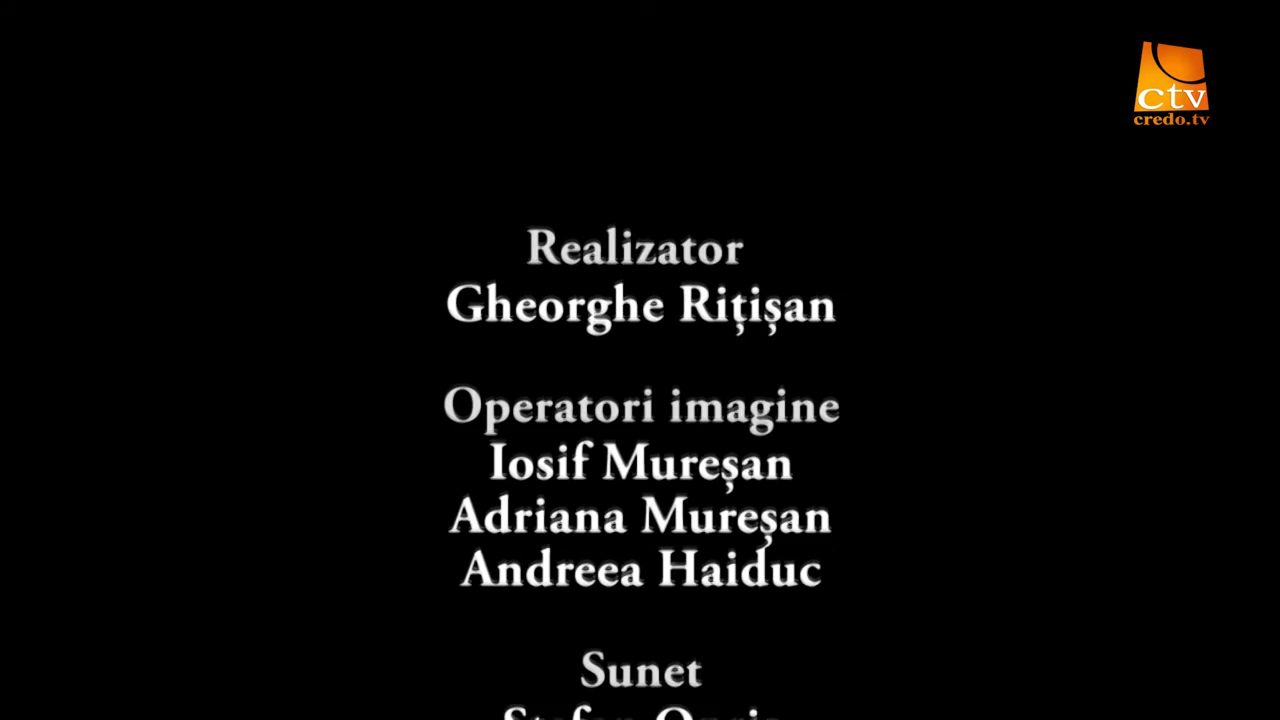 ctv
credo.tv
Realizator
Gheorghe Rițișan
Operatori imagine
Iosif Mureșan
Adriana Mureșan
Andreea Haiduc
Sunet